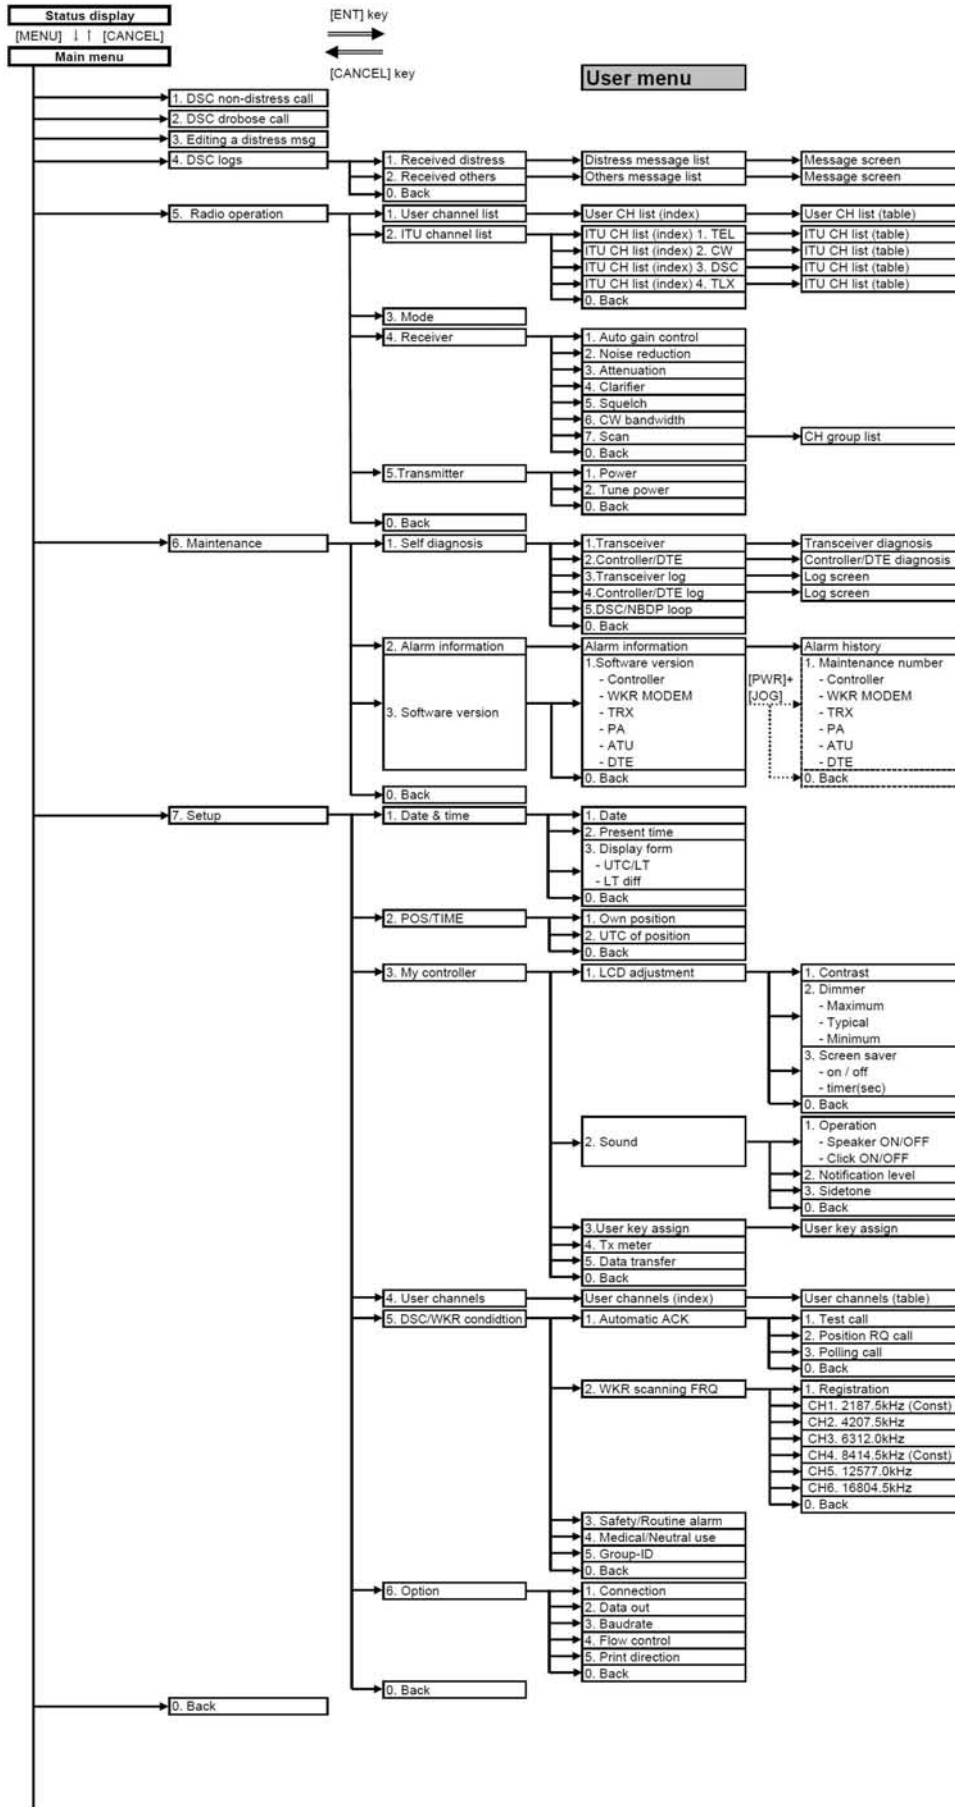 Status display
[MENU] ↓ ↑ [CANCEL]
Main menu
[ENT] key
[CANCEL] key
User menu
1. DSC non-distress call
2. DSC drobose call
3. Editing a distress msg
4. DSC logs
1. Received distress
Distress message list
Message screen
2. Received others
Others message list
Message screen
0. Back
5. Radio operation
1. User channel list
User CH list (index)
User CH list (table)
2. ITU channel list
ITU CH list (index) 1. TEL
ITU CH list (table)
ITU CH list (index) 2. CW
ITU CH list (table)
ITU CH list (index) 3. DSC
ITU CH list (table)
ITU CH list (index) 4. TLX
ITU CH list (table)
0. Back
3. Mode
4. Receiver
1. Auto gain control
2. Noise reduction
3. Attenuation
4. Clarifier
5. Squelch
6. CW bandwidth
7. Scan
CH group list
0. Back
5.Transmitter
1. Power
2. Tune power
0. Back
0. Back
6. Maintenance
1. Self diagnosis
1.Transceiver
Transceiver diagnosis
2.Controller/DTE
Controller/DTE diagnosis
3.Transceiver log
Log screen
4.Controller/DTE log
Log screen
5.DSC/NBDP loop
0. Back
2. Alarm information
Alarm information
Alarm history
3. Software version
1.Software version
- Controller
- WKR MODEM
- TRX
- PA
- ATU
- DTE
0. Back
[PWR]+
[JOG]
1. Maintenance number
- Controller
- WKR MODEM
- TRX
- PA
- ATU
- DTE
0. Back
0. Back
7. Setup
1. Date & time
1. Date
2. Present time
3. Display form
- UTC/LT
- LT diff
0. Back
2. POS/TIME
1. Own position
2. UTC of position
0. Back
3. My controller
1. LCD adjustment
1. Contrast
2. Dimmer
- Maximum
- Typical
- Minimum
3. Screen saver
- on / off
- timer(sec)
0. Back
2. Sound
1. Operation
- Speaker ON/OFF
- Click ON/OFF
2. Notification level
3. Sidetone
0. Back
3.User key assign
User key assign
4. Tx meter
5. Data transfer
0. Back
4. User channels
User channels (index)
User channels (table)
5. DSC/WKR condidtion
1. Automatic ACK
1. Test call
2. Position RQ call
3. Polling call
0. Back
2. WKR scanning FRQ
1. Registration
CH1. 2187.5kHz (Const)
CH2. 4207.5kHz
CH3. 6312.0kHz
CH4. 8414.5kHz (Const)
CH5. 12577.0kHz
CH6. 16804.5kHz
0. Back
3. Safety/Routine alarm
4. Medical/Neutral use
5. Group-ID
0. Back
6. Option
1. Connection
2. Data out
3. Baudrate
4. Flow control
5. Print direction
0. Back
0. Back
0. Back